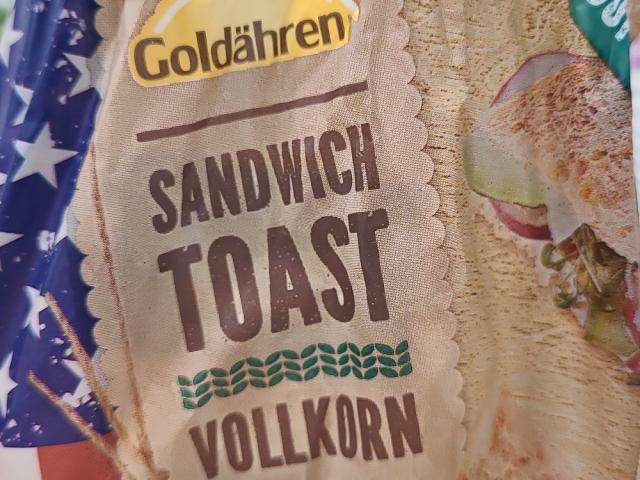 Goldähren
SANDWICH
TOAST
VOLLKORN